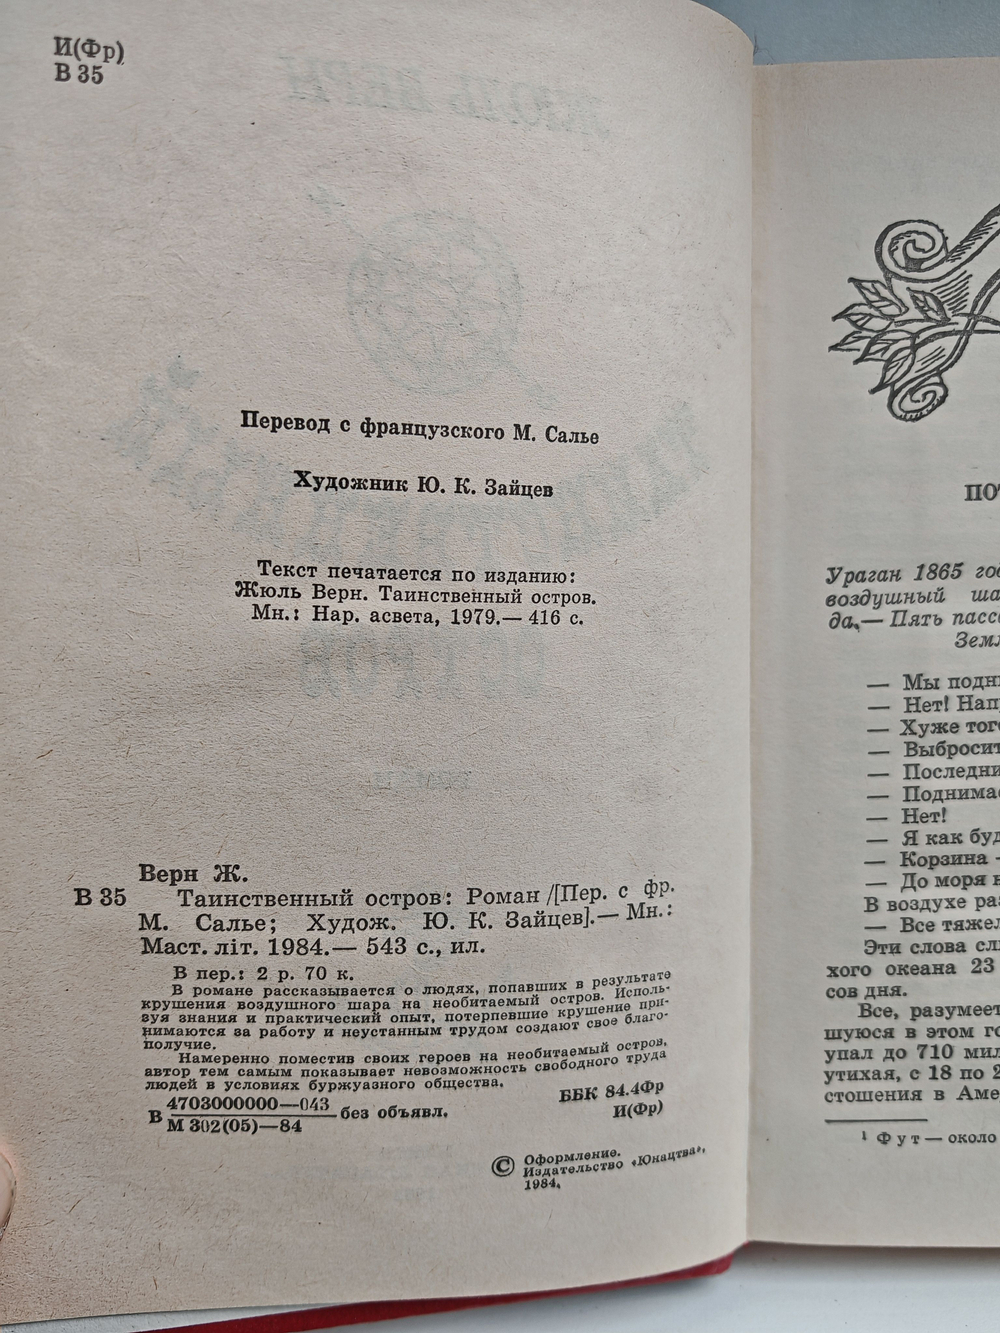 И(Фр)
В 35
Перевод с французского М. Салье
Художник Ю. К. Зайцев
Текст печатается по изданию:
Жюль Верн. Таинственный остров.
Мн.: Нар. асвета, 1979.— 416 с.
Верн Ж.
В 35 Таинственный остров: Роман /[Пер. с фр.
М. Салье; Худож. Ю. К. Зайцев].— Мн.:
Маст. літ. 1984.— 543 с., ил.
В пер.: 2 р. 70 к.
В романе рассказывается о людях, попавших в результате
крушения воздушного шара на необитаемый остров. Исполь-
зуя знания и практический опыт, потерпевшие крушение при-
нимаются за работу и неустанным трудом создают свое благо-
получие.
Намеренно поместив своих героев на необитаемый остров,
автор тем самым показывает невозможность свободного труда
людей в условиях буржуазного общества.
В 4703000000—043 без объявл.
М 302(05)—84
ББК 84.4Фр
И(Фр)
© Оформление.
Издательство «Юнацтва»,
1984.
ПО
Ураган 1865 го
воздушный ша
да.— Пять пасс
Земл
— Мы подн
— Нет! Нап
— Хуже тог
— Выбросит
— Последни
— Поднима
— Нет!
— Я как буд
— Корзина -
— До моря н
В воздухе ра
— Все тяжел
Эти слова сл
хого океана 23
сов дня.
Все, разумеет
шуюся в этом го
упал до 710 мил
утихая, с 18 по 2
стошения в Аме
¹ Фут — около